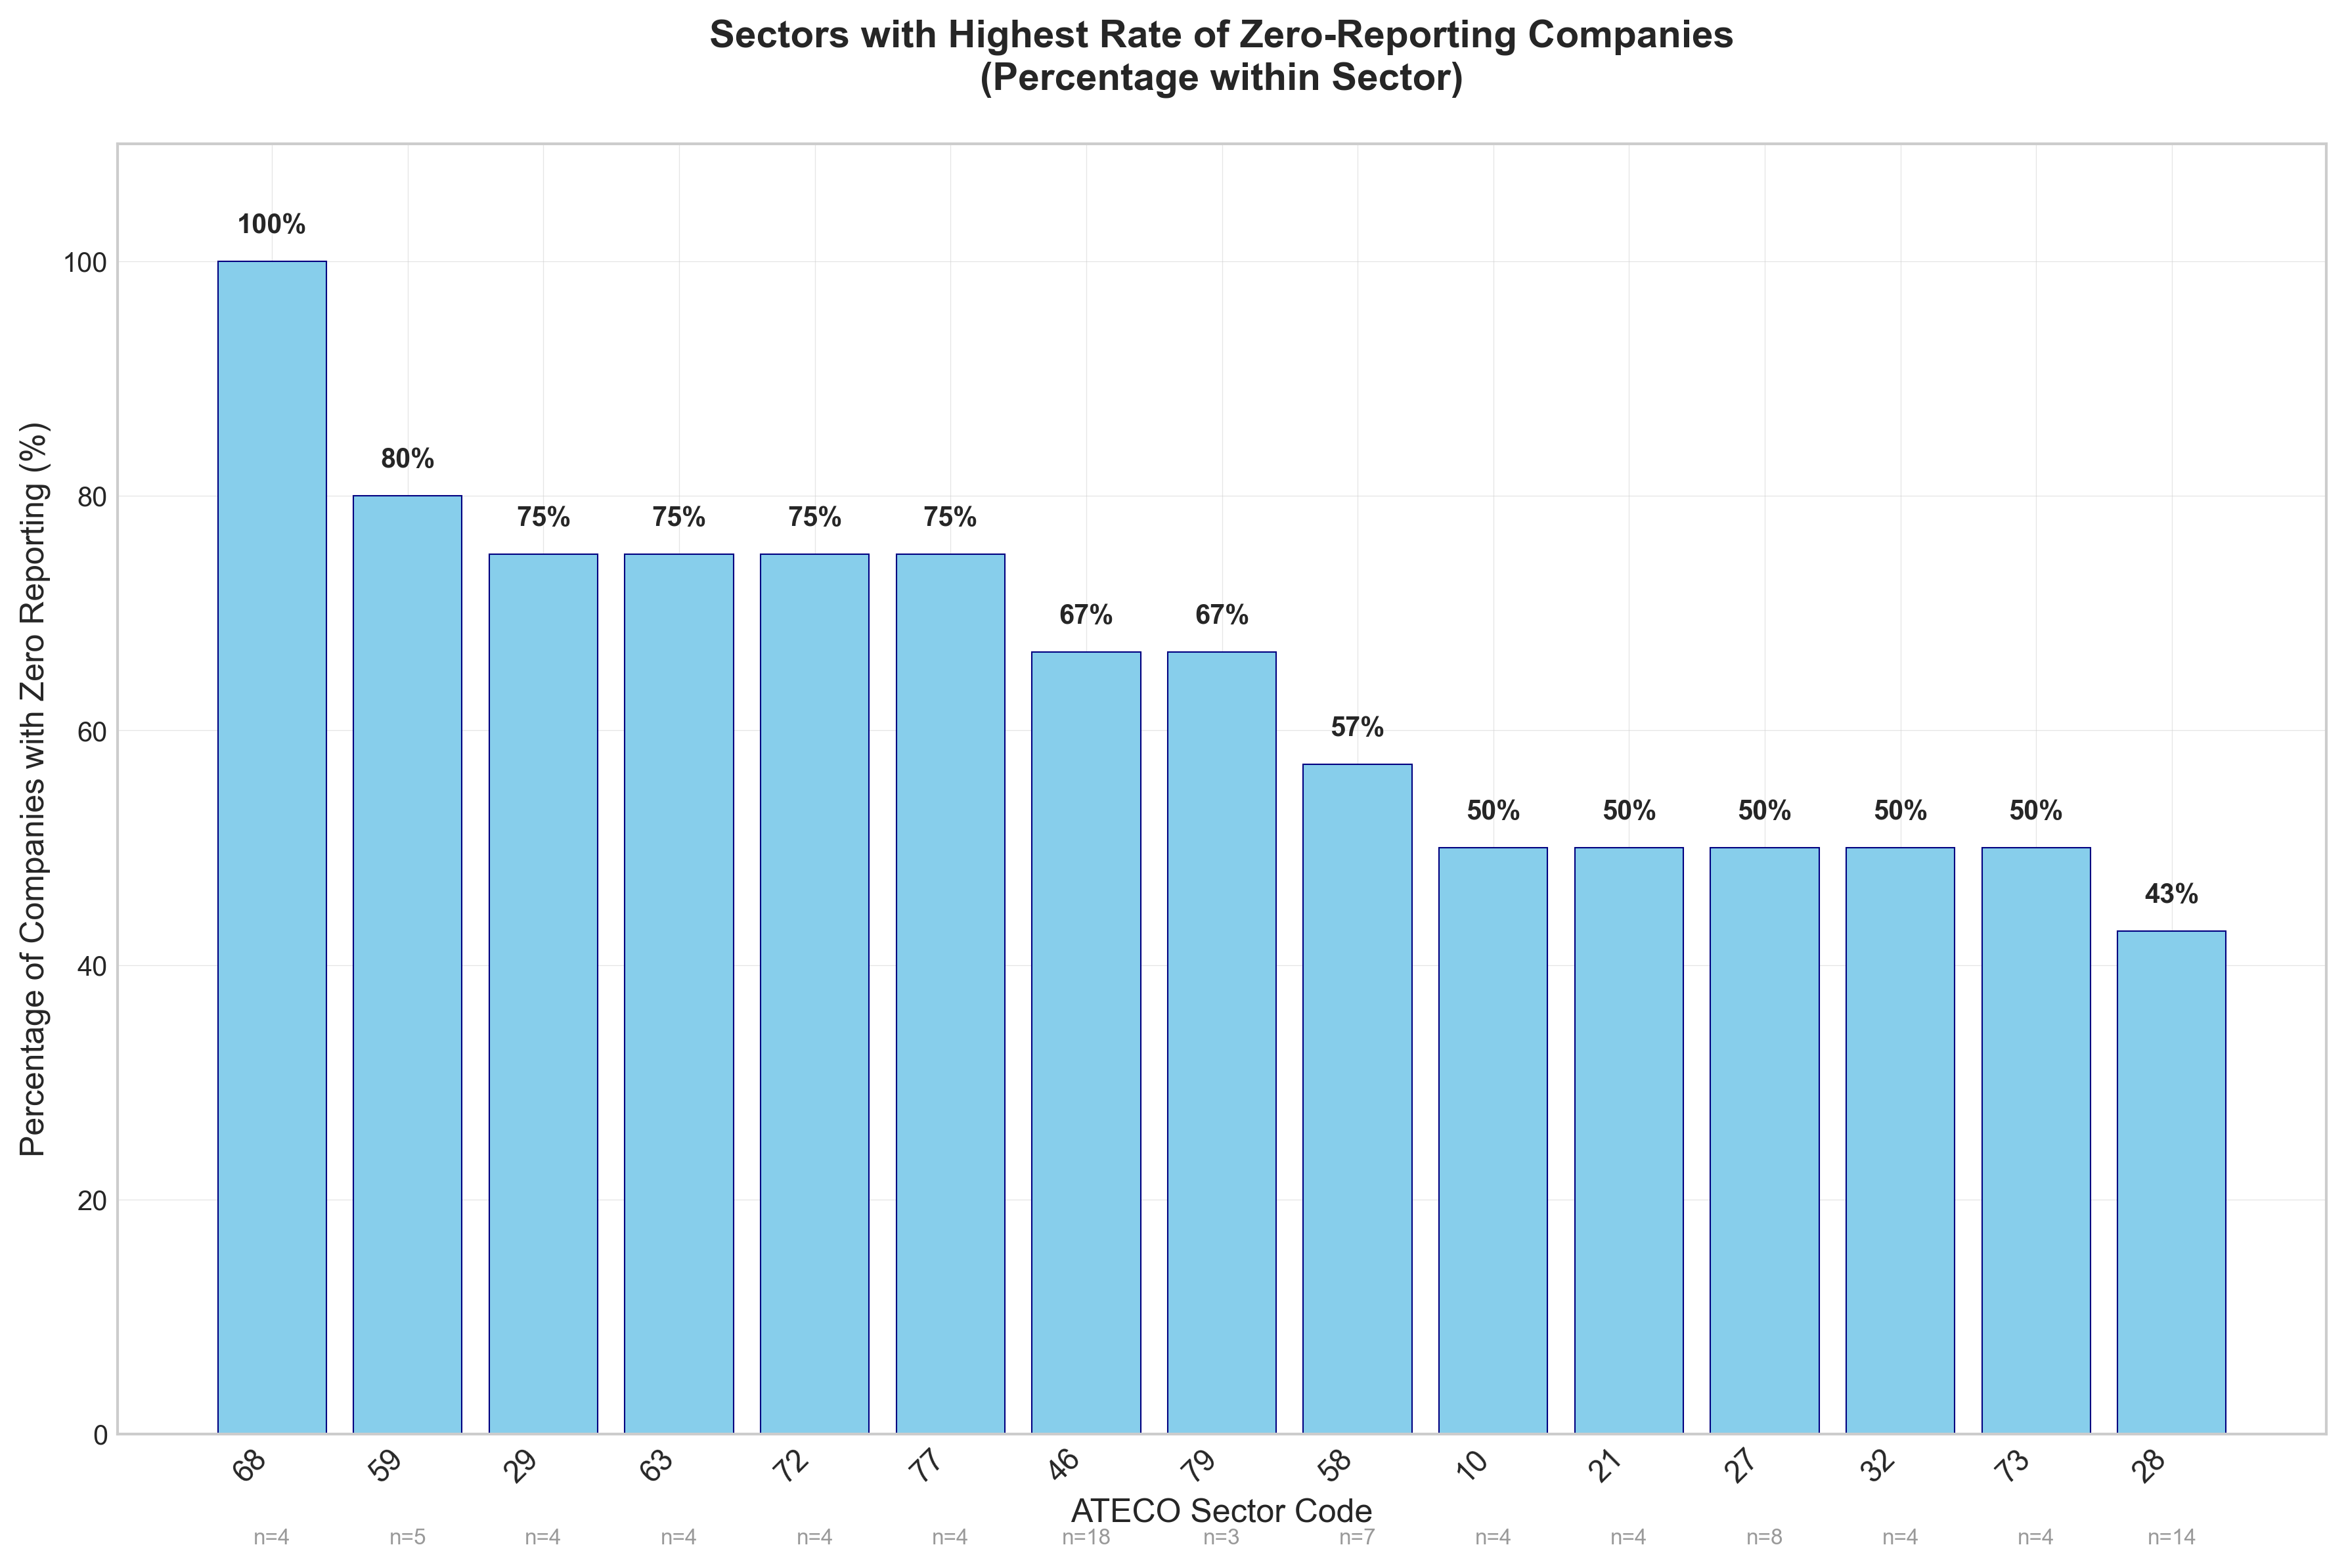 Sectors with Highest Rate of Zero-Reporting Companies
(Percentage within Sector)
Percentage of Companies with Zero Reporting (%)
100
80
60
40
20
0
100%
80%
75%
75%
75%
75%
67%
67%
57%
50%
50%
50%
50%
50%
43%
68
59
29
63
72
77
46
79
58
10
21
27
32
73
28
ATECO Sector Code
n=4
n=5
n=4
n=4
n=4
n=4
n=18
n=3
n=7
n=4
n=4
n=8
n=4
n=4
n=14